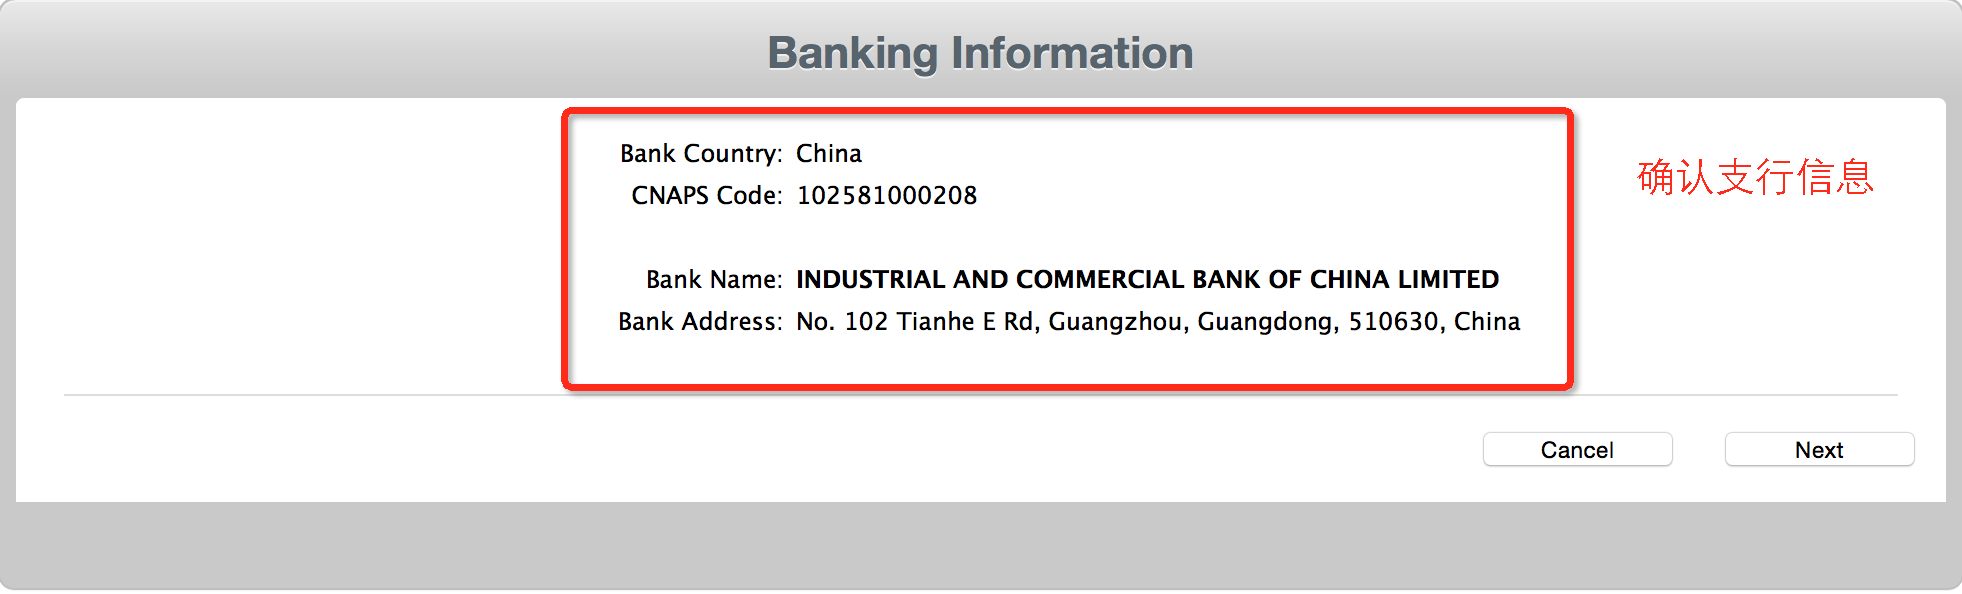 Banking Information
Bank Country: China
确认支行信息
CNAPS Code: 102581000208
Bank Name: INDUSTRIAL AND COMMERCIAL BANK OF CHINA LIMITED
Bank Address: No. 102 Tianhe E Rd, Guangzhou, Guangdong, 510630, China
Cancel
Next